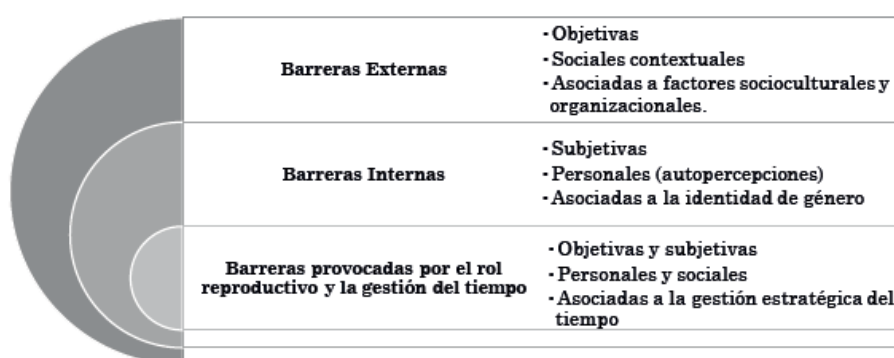 Barreras Externas
- Objetivas
- Sociales contextuales
- Asociadas a factores socioculturales y
organizacionales.
Barreras Internas
- Subjetivas
- Personales (autopercepciones)
- Asociadas a la identidad de género
Barreras provocadas por el rol
reproductivo y la gestión del tiempo
- Objetivas y subjetivas
- Personales y sociales
- Asociadas a la gestión estratégica del
tiempo